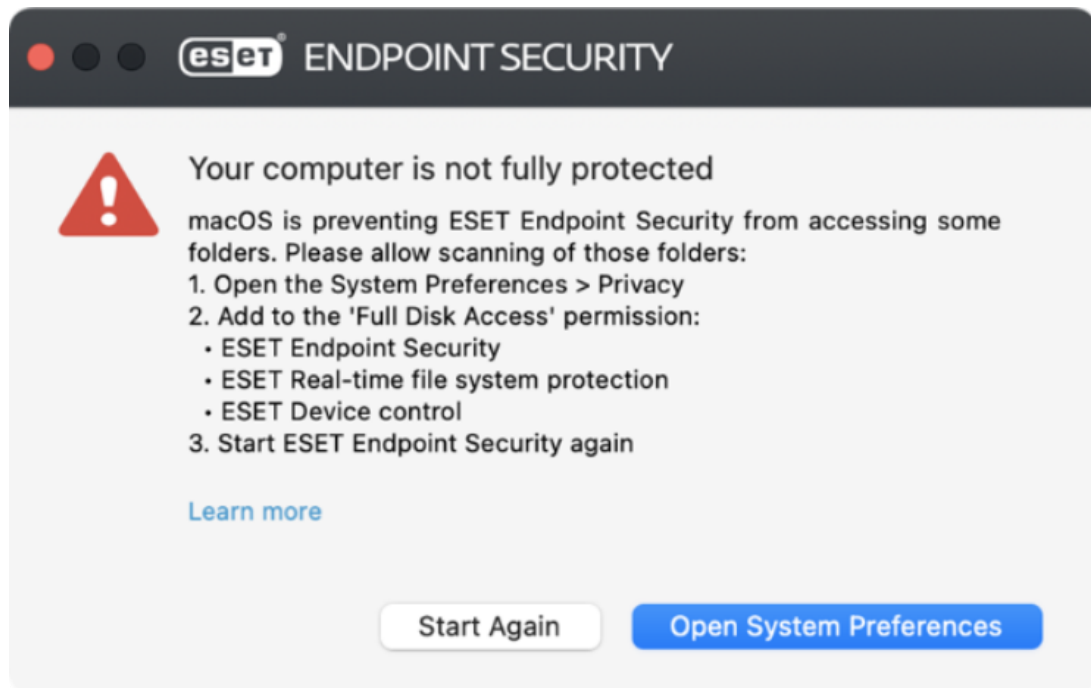 eset® ENDPOINT SECURITY
Your computer is not fully protected
macOS is preventing ESET Endpoint Security from accessing some
folders. Please allow scanning of those folders:
1. Open the System Preferences > Privacy
2. Add to the 'Full Disk Access' permission:
• ESET Endpoint Security
• ESET Real-time file system protection
• ESET Device control
3. Start ESET Endpoint Security again
Learn more
Start Again
Open System Preferences